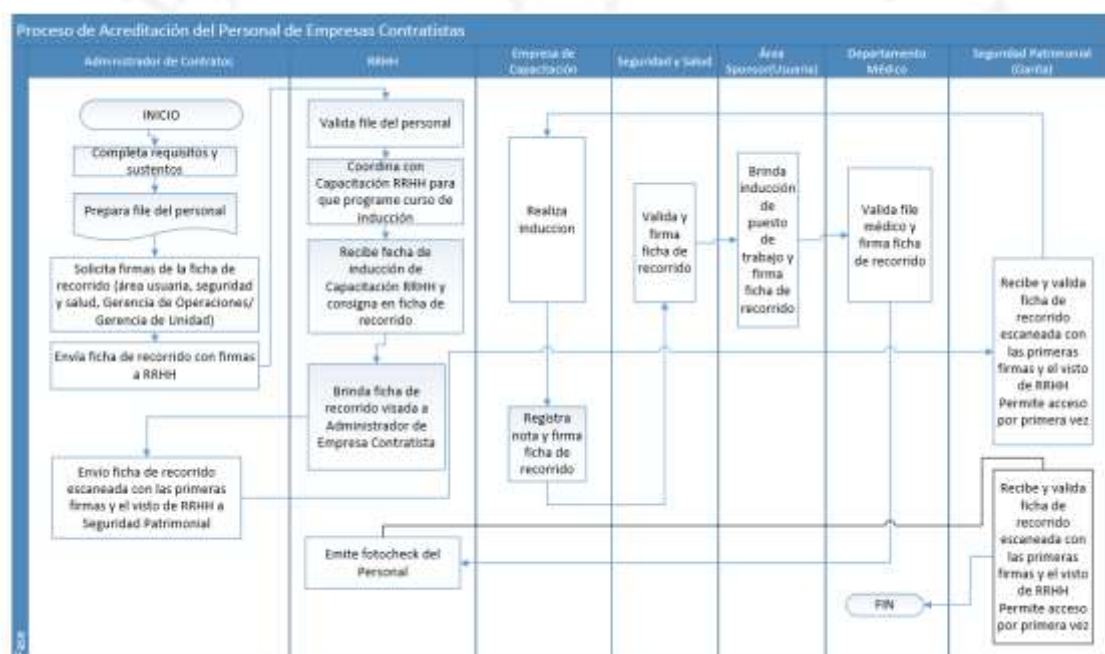 Proceso de Acreditación del Personal de Empresas Contratistas
Administrador de Contratos
RRHH
Empresa de
Capacitación
Seguridad y Salud
Área
Sponsor(Usuaria)
Departamento
Médico
Seguridad Patrimonial
(Garita)
INICIO
Completa requisitos y
sustentos
Prepara file del personal
Solicita firmas de la ficha de
recorrido (área usuaria, seguridad
y salud, Gerencia de Operaciones/
Gerencia de Unidad)
Envía ficha de recorrido con firmas
a RRHH
Envío ficha de recorrido
escaneada con las primeras
firmas y el visto de RRHH a
Seguridad Patrimonial
Valida file del personal
Coordina con
Capacitación RRHH para
que programe curso de
inducción
Recibe fecha de
inducción de
Capacitación RRHH y
consigna en ficha de
recorrido
Brinda ficha de
recorrido visada a
Administrador de
Empresa Contratista
Emite fotocheck del
Personal
Realiza
induccion
Registra
nota y firma
ficha de
recorrido
Valida y
firma
ficha de
recorrido
Brinda
inducción
de
puesto
de
trabajo y
firma
ficha de
recorrido
Valida file
médico y
firma ficha
de recorrido
Recibe y valida
ficha de
recorrido
escaneada con
las primeras
firmas y el visto
de RRHH
Permite acceso
por primera vez
Recibe y valida
ficha de
recorrido
escaneada con
las primeras
firmas y el visto
de RRHH
Permite acceso
por primera vez
FIN
Fase